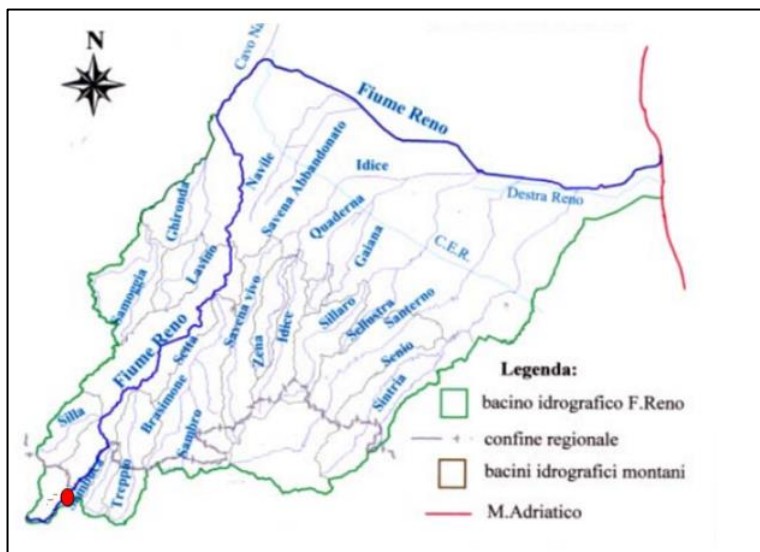 N
Cavo Na
Fiume Reno
Navile
Savena Abbandonato
Idice
Destra Reno
Ghironda
Quaderna
Gaiana
C.E.R.
Lavino
Samoggia
Savena vivo
Zena
Idice
Sillaro
Sellustra
Santerno
Fiume Reno
Setta
Senio
Sintria
Brasimone
Sambro
Silla
Treppio
Legenda:
bacino idrografico F.Reno
confine regionale
bacini idrografici montani
M.Adriatico